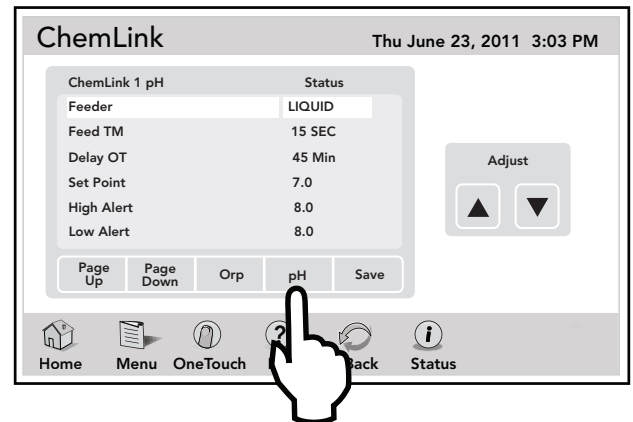 ChemLink
Thu June 23, 2011 3:03 PM
ChemLink 1 pH Status
Feeder LIQUID
Feed TM 15 SEC
Delay OT 45 Min
Set Point 7.0
High Alert 8.0
Low Alert 8.0
Page Up
Page Down
Orp
pH
Save
Adjust
?
i
Home Menu OneTouch Back Status